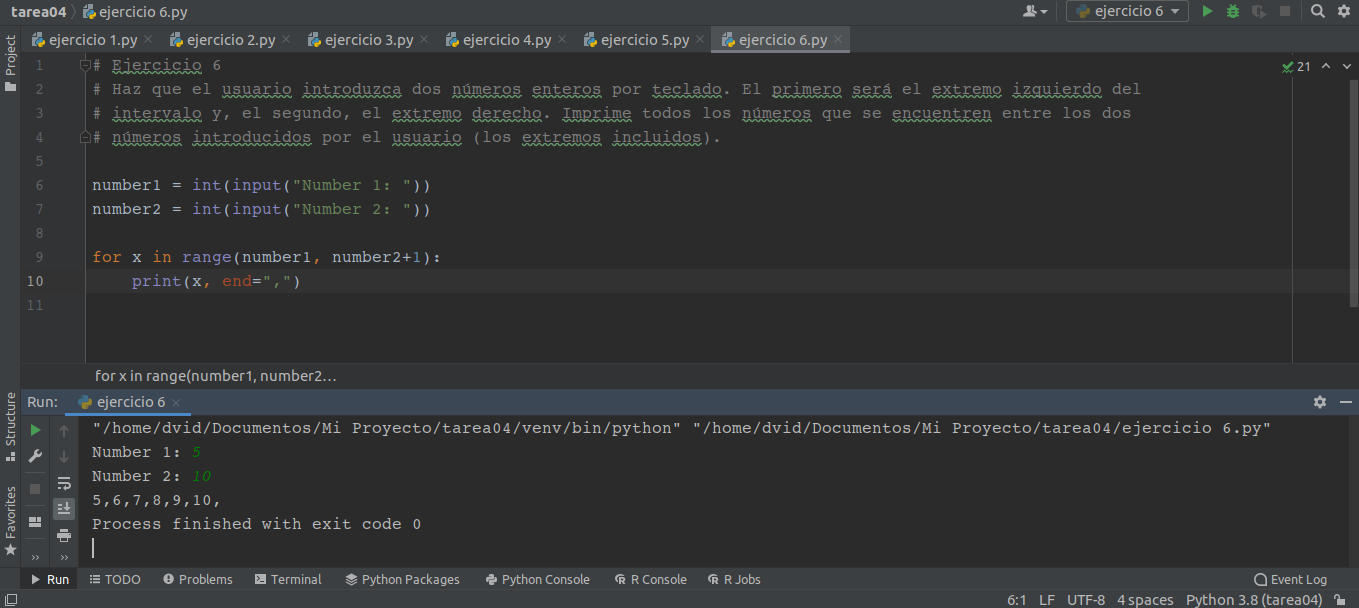 tarea04 〉 ejercicio 6.py
ejercicio 6
ejercicio 1.py
ejercicio 2.py
ejercicio 3.py
ejercicio 4.py
ejercicio 5.py
ejercicio 6.py
Project
21
1 # Ejercicio 6
2 # Haz que el usuario introduzca dos números enteros por teclado. El primero será el extremo izquierdo del
3 # intervalo y, el segundo, el extremo derecho. Imprime todos los números que se encuentren entre los dos
4 # números introducidos por el usuario (los extremos incluidos).
5
6 number1 = int(input("Number 1: "))
7 number2 = int(input("Number 2: "))
8
9 for x in range(number1, number2+1):
10     print(x, end=",")
11
for x in range(number1, number2...
Run: ejercicio 6
Structure
Favorites
"/home/dvid/Documentos/Mi Proyecto/tarea04/venv/bin/python" "/home/dvid/Documentos/Mi Proyecto/tarea04/ejercicio 6.py"
Number 1: 5
Number 2: 10
5,6,7,8,9,10,
Process finished with exit code 0
Run TODO Problems Terminal Python Packages Python Console R Console R Jobs Event Log
6:1 LF UTF-8 4 spaces Python 3.8 (tarea04)